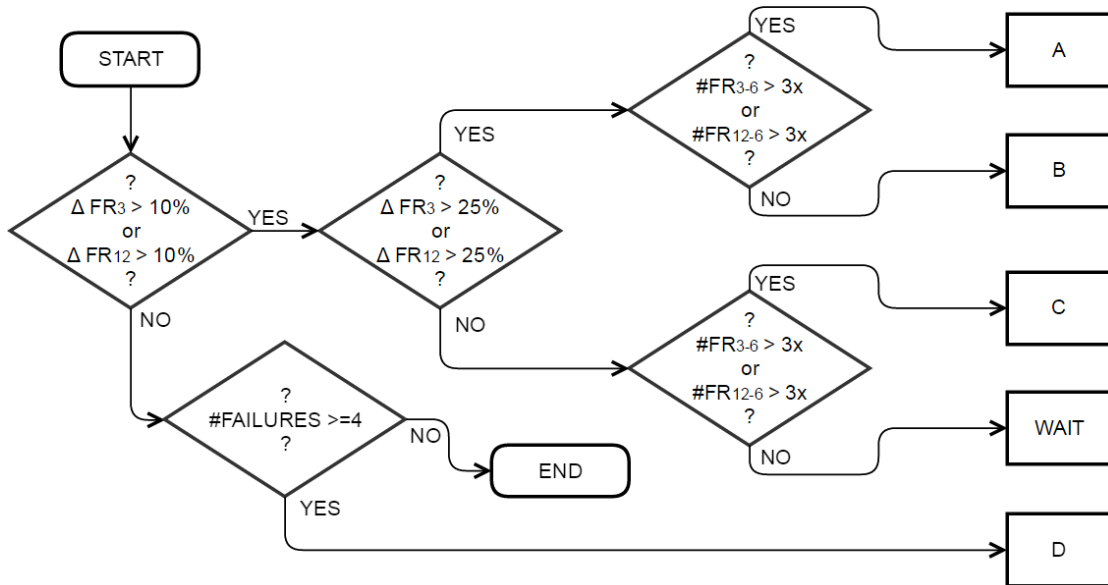 START
?
Δ FR3 > 10%
or
Δ FR12 > 10%
?
YES
NO
?
Δ FR3 > 25%
or
Δ FR12 > 25%
?
YES
NO
?
#FR3-6 > 3x
or
#FR12-6 > 3x
?
YES
NO
A
B
?
#FR3-6 > 3x
or
#FR12-6 > 3x
?
YES
NO
C
WAIT
?
#FAILURES >=4
?
NO
YES
END
D